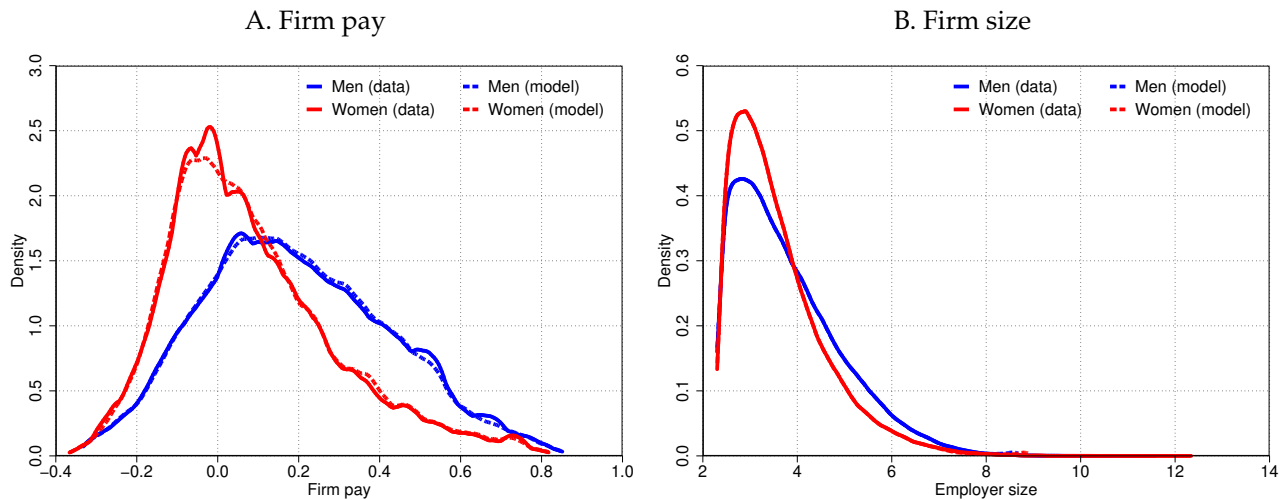 A. Firm pay
3.0
2.5
2.0
1.5
1.0
0.5
0.0
Density
−0.4 −0.2 0.0 0.2 0.4 0.6 0.8 1.0
Firm pay
Men (data) Men (model)
Women (data) Women (model)
B. Firm size
0.6
0.5
0.4
0.3
0.2
0.1
0.0
Density
2 4 6 8 10 12 14
Employer size
Men (data) Men (model)
Women (data) Women (model)